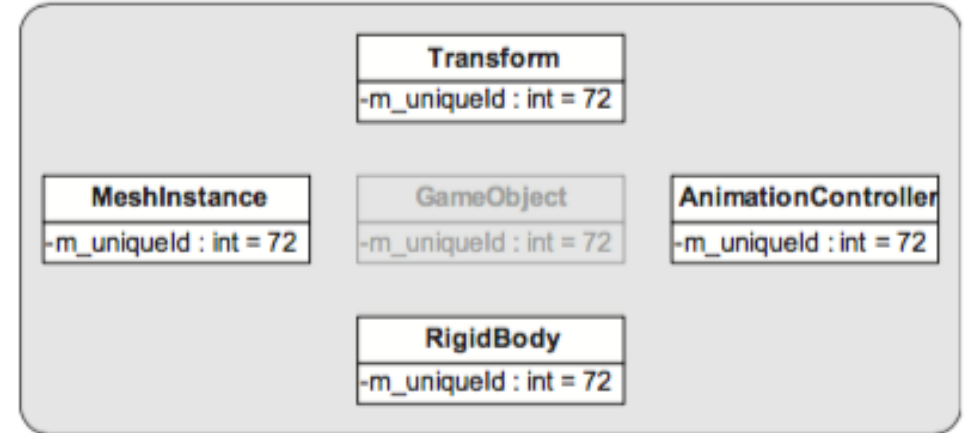 Transform
-m_uniqueId : int = 72
MeshInstance
-m_uniqueId : int = 72
GameObject
-m_uniqueId : int = 72
AnimationController
-m_uniqueId : int = 72
RigidBody
-m_uniqueId : int = 72